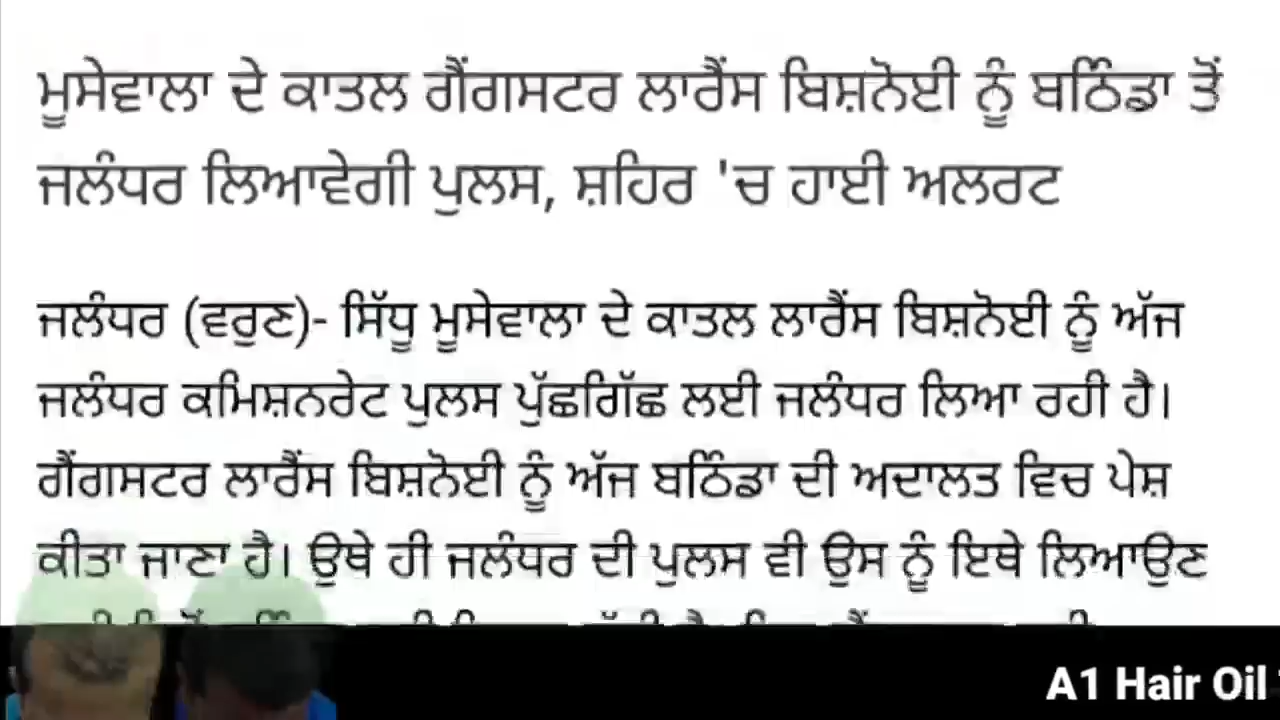 ਮੂਸੇਵਾਲਾ ਦੇ ਕਾਤਲ ਗੈਂਗਸਟਰ ਲਾਰੈਂਸ ਬਿਸ਼ਨੋਈ ਨੂੰ ਬਠਿੰਡਾ ਤੋਂ
ਜਲੰਧਰ ਲਿਆਵੇਗੀ ਪੁਲਸ, ਸ਼ਹਿਰ 'ਚ ਹਾਈ ਅਲਰਟ
ਜਲੰਧਰ (ਵਰੁਣ)- ਸਿੱਧੂ ਮੂਸੇਵਾਲਾ ਦੇ ਕਾਤਲ ਲਾਰੈਂਸ ਬਿਸ਼ਨੋਈ ਨੂੰ ਅੱਜ
ਜਲੰਧਰ ਕਮਿਸ਼ਨਰੇਟ ਪੁਲਸ ਪੁੱਛਗਿੱਛ ਲਈ ਜਲੰਧਰ ਲਿਆ ਰਹੀ ਹੈ।
ਗੈਂਗਸਟਰ ਲਾਰੈਂਸ ਬਿਸ਼ਨੋਈ ਨੂੰ ਅੱਜ ਬਠਿੰਡਾ ਦੀ ਅਦਾਲਤ ਵਿਚ ਪੇਸ਼
ਕੀਤਾ ਜਾਣਾ ਹੈ। ਉਥੇ ਹੀ ਜਲੰਧਰ ਦੀ ਪੁਲਸ ਵੀ ਉਸ ਨੂੰ ਇਥੇ ਲਿਆਉਣ
A1 Hair Oil